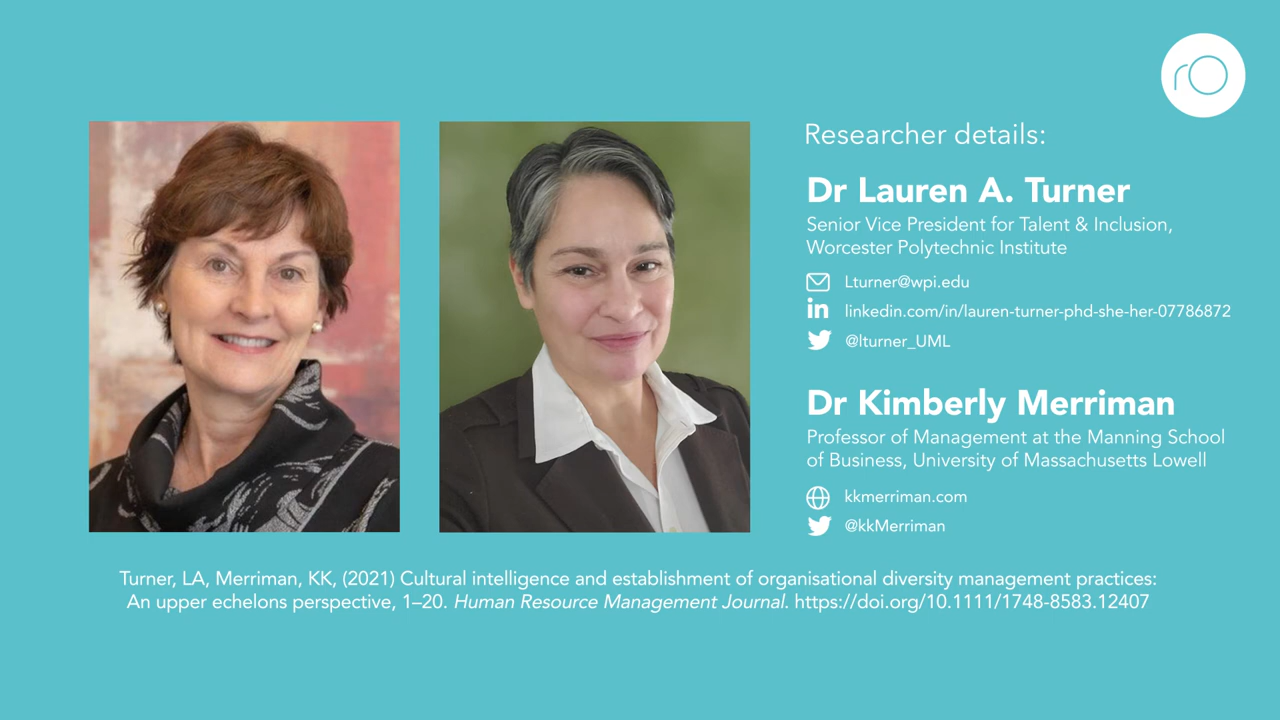 rO
Researcher details:
Dr Lauren A. Turner
Senior Vice President for Talent & Inclusion,
Worcester Polytechnic Institute
Lturner@wpi.edu
in linkedin.com/in/lauren-turner-phd-she-her-07786872
@lturner_UML
Dr Kimberly Merriman
Professor of Management at the Manning School
of Business, University of Massachusetts Lowell
kkmerriman.com
@kkMerriman
Turner, LA, Merriman, KK, (2021) Cultural intelligence and establishment of organisational diversity management practices:
An upper echelons perspective, 1–20. Human Resource Management Journal. https://doi.org/10.1111/1748-8583.12407